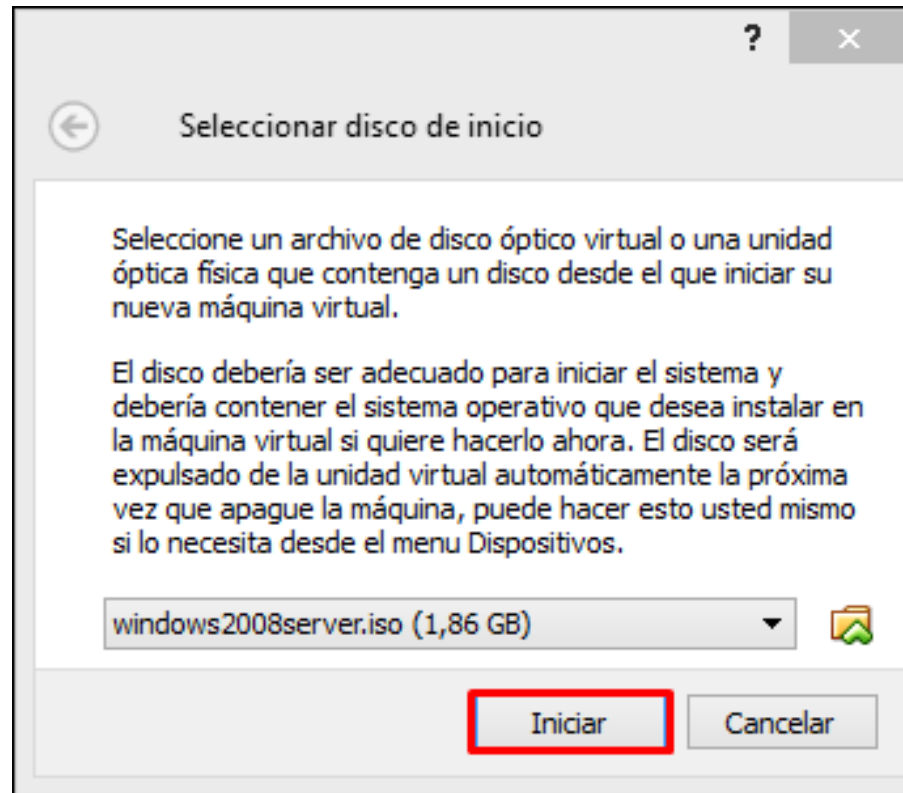 ?
Seleccionar disco de inicio
Seleccione un archivo de disco óptico virtual o una unidad
óptica física que contenga un disco desde el que iniciar su
nueva máquina virtual.
El disco debería ser adecuado para iniciar el sistema y
debería contener el sistema operativo que desea instalar en
la máquina virtual si quiere hacerlo ahora. El disco será
expulsado de la unidad virtual automáticamente la próxima
vez que apague la máquina, puede hacer esto usted mismo
si lo necesita desde el menu Dispositivos.
windows2008server.iso (1,86 GB)
Iniciar Cancelar